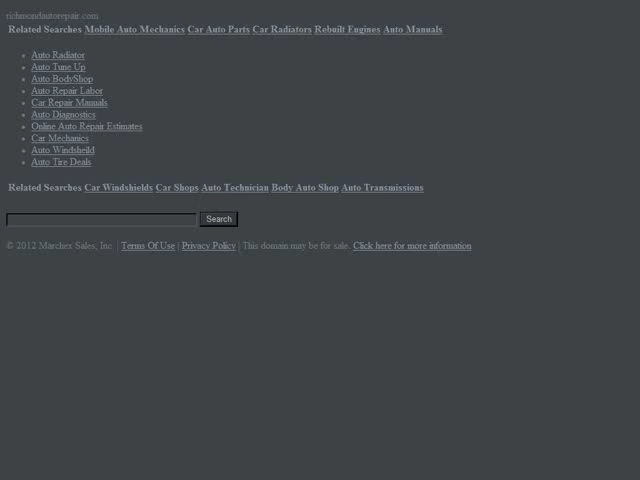 richmondautorepair.com
Related Searches Mobile Auto Mechanics Car Auto Parts Car Radiators Rebuilt Engines Auto Manuals
Auto Radiator
Auto Tune Up
Auto BodyShop
Auto Repair Labor
Car Repair Manuals
Auto Diagnostics
Online Auto Repair Estimates
Car Mechanics
Auto Windsheild
Auto Tire Deals
Related Searches Car Windshields Car Shops Auto Technician Body Auto Shop Auto Transmissions
Search
© 2012 Marchex Sales, Inc. | Terms Of Use | Privacy Policy | This domain may be for sale. Click here for more information